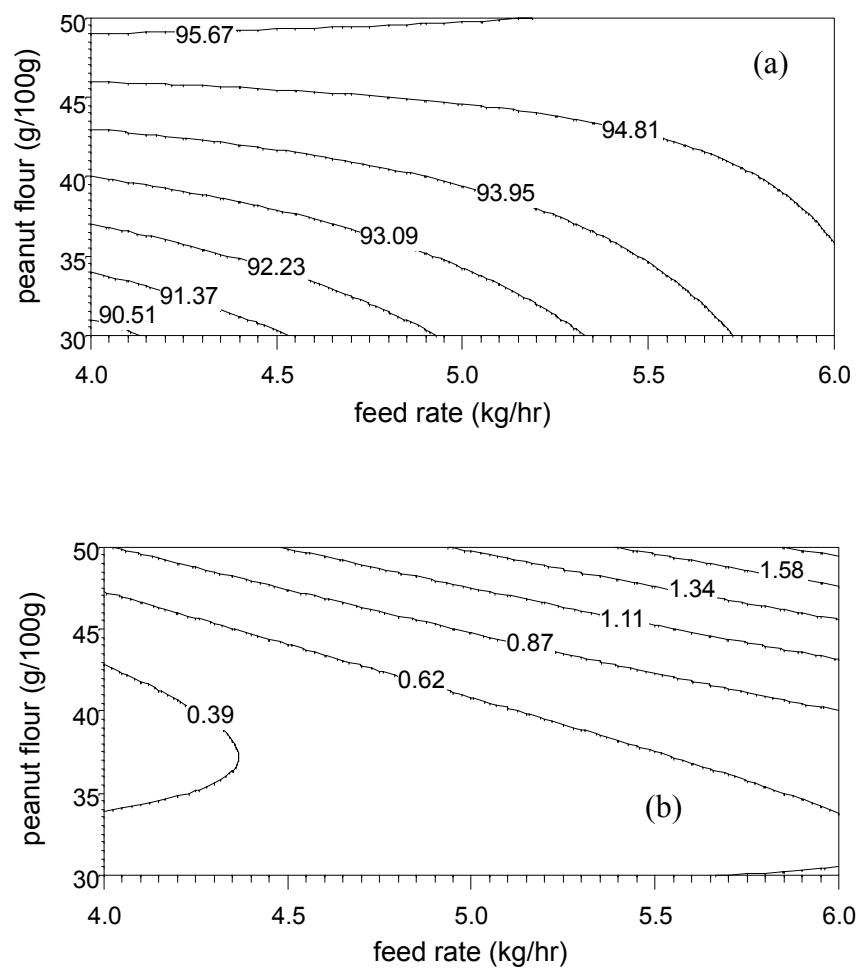 50
95.67
(a)
45
94.81
40
93.95
93.09
35
92.23
91.37
90.51
30
4.0 4.5 5.0 5.5 6.0
peanut flour (g/100g)
feed rate (kg/hr)
50
1.58
1.34
45
1.11
0.87
0.62
40
0.39
35
(b)
30
4.0 4.5 5.0 5.5 6.0
peanut flour (g/100g)
feed rate (kg/hr)